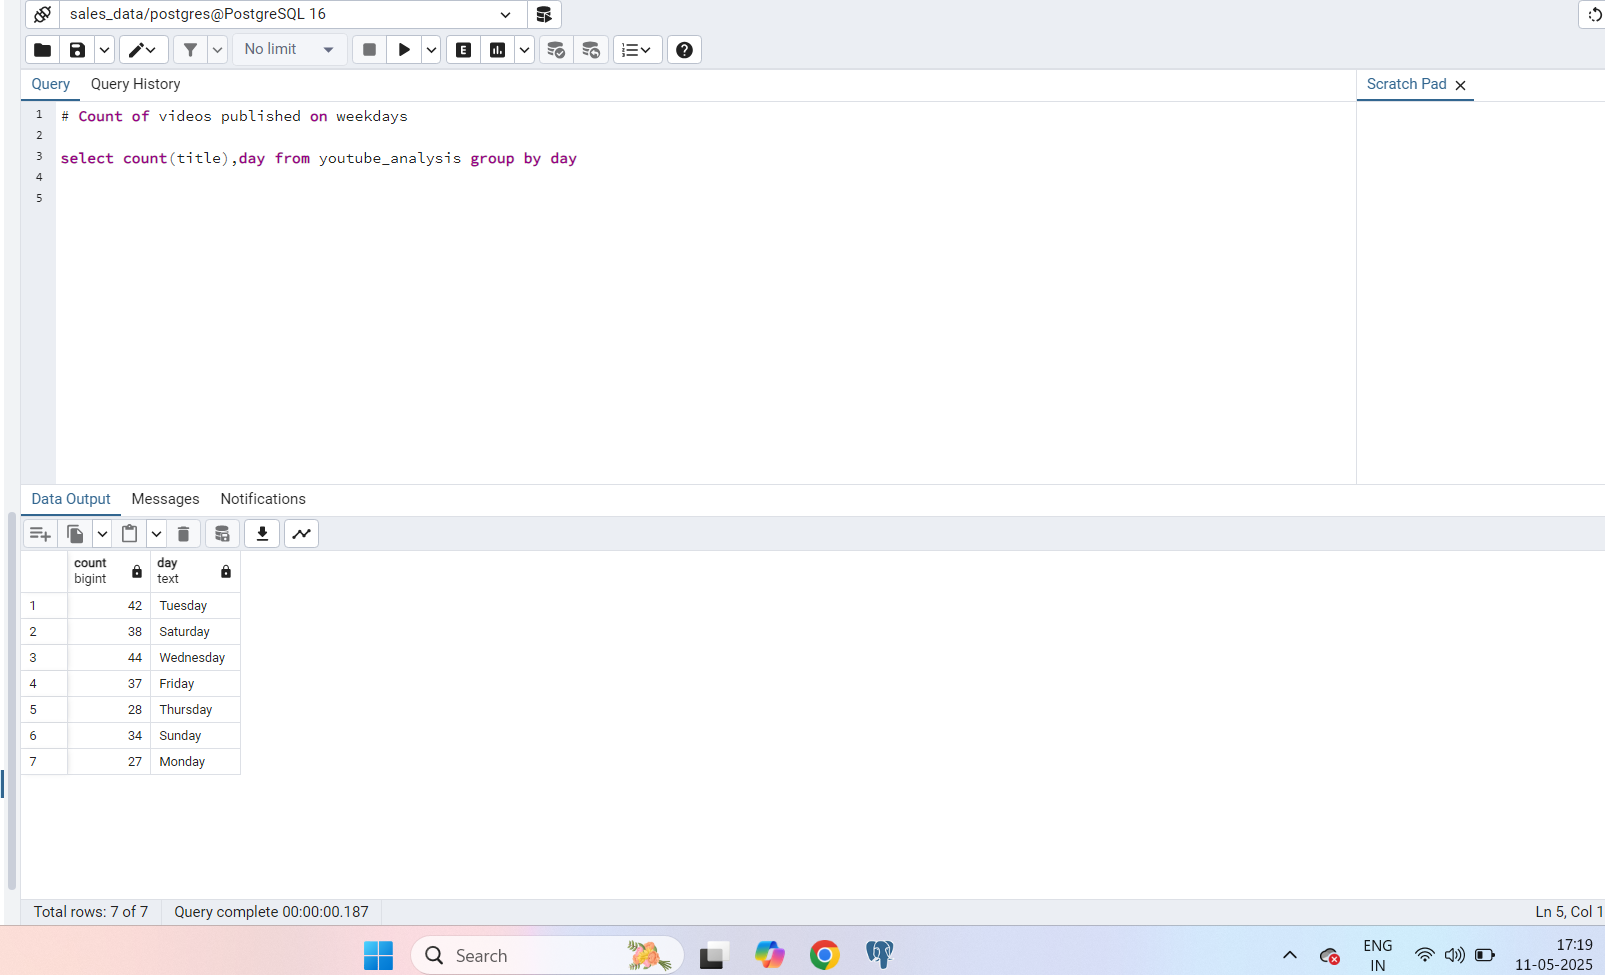 sales_data/postgres@PostgreSQL 16
No limit
E
Query Query History
Scratch Pad
1 # Count of videos published on weekdays
2
3 select count(title),day from youtube_analysis group by day
4
5
Data Output Messages Notifications
count day
bigint text
1 42 Tuesday
2 38 Saturday
3 44 Wednesday
4 37 Friday
5 28 Thursday
6 34 Sunday
7 27 Monday
Total rows: 7 of 7 Query complete 00:00:00.187 Ln 5, Col 1
Search
ENG
IN
17:19
11-05-2025